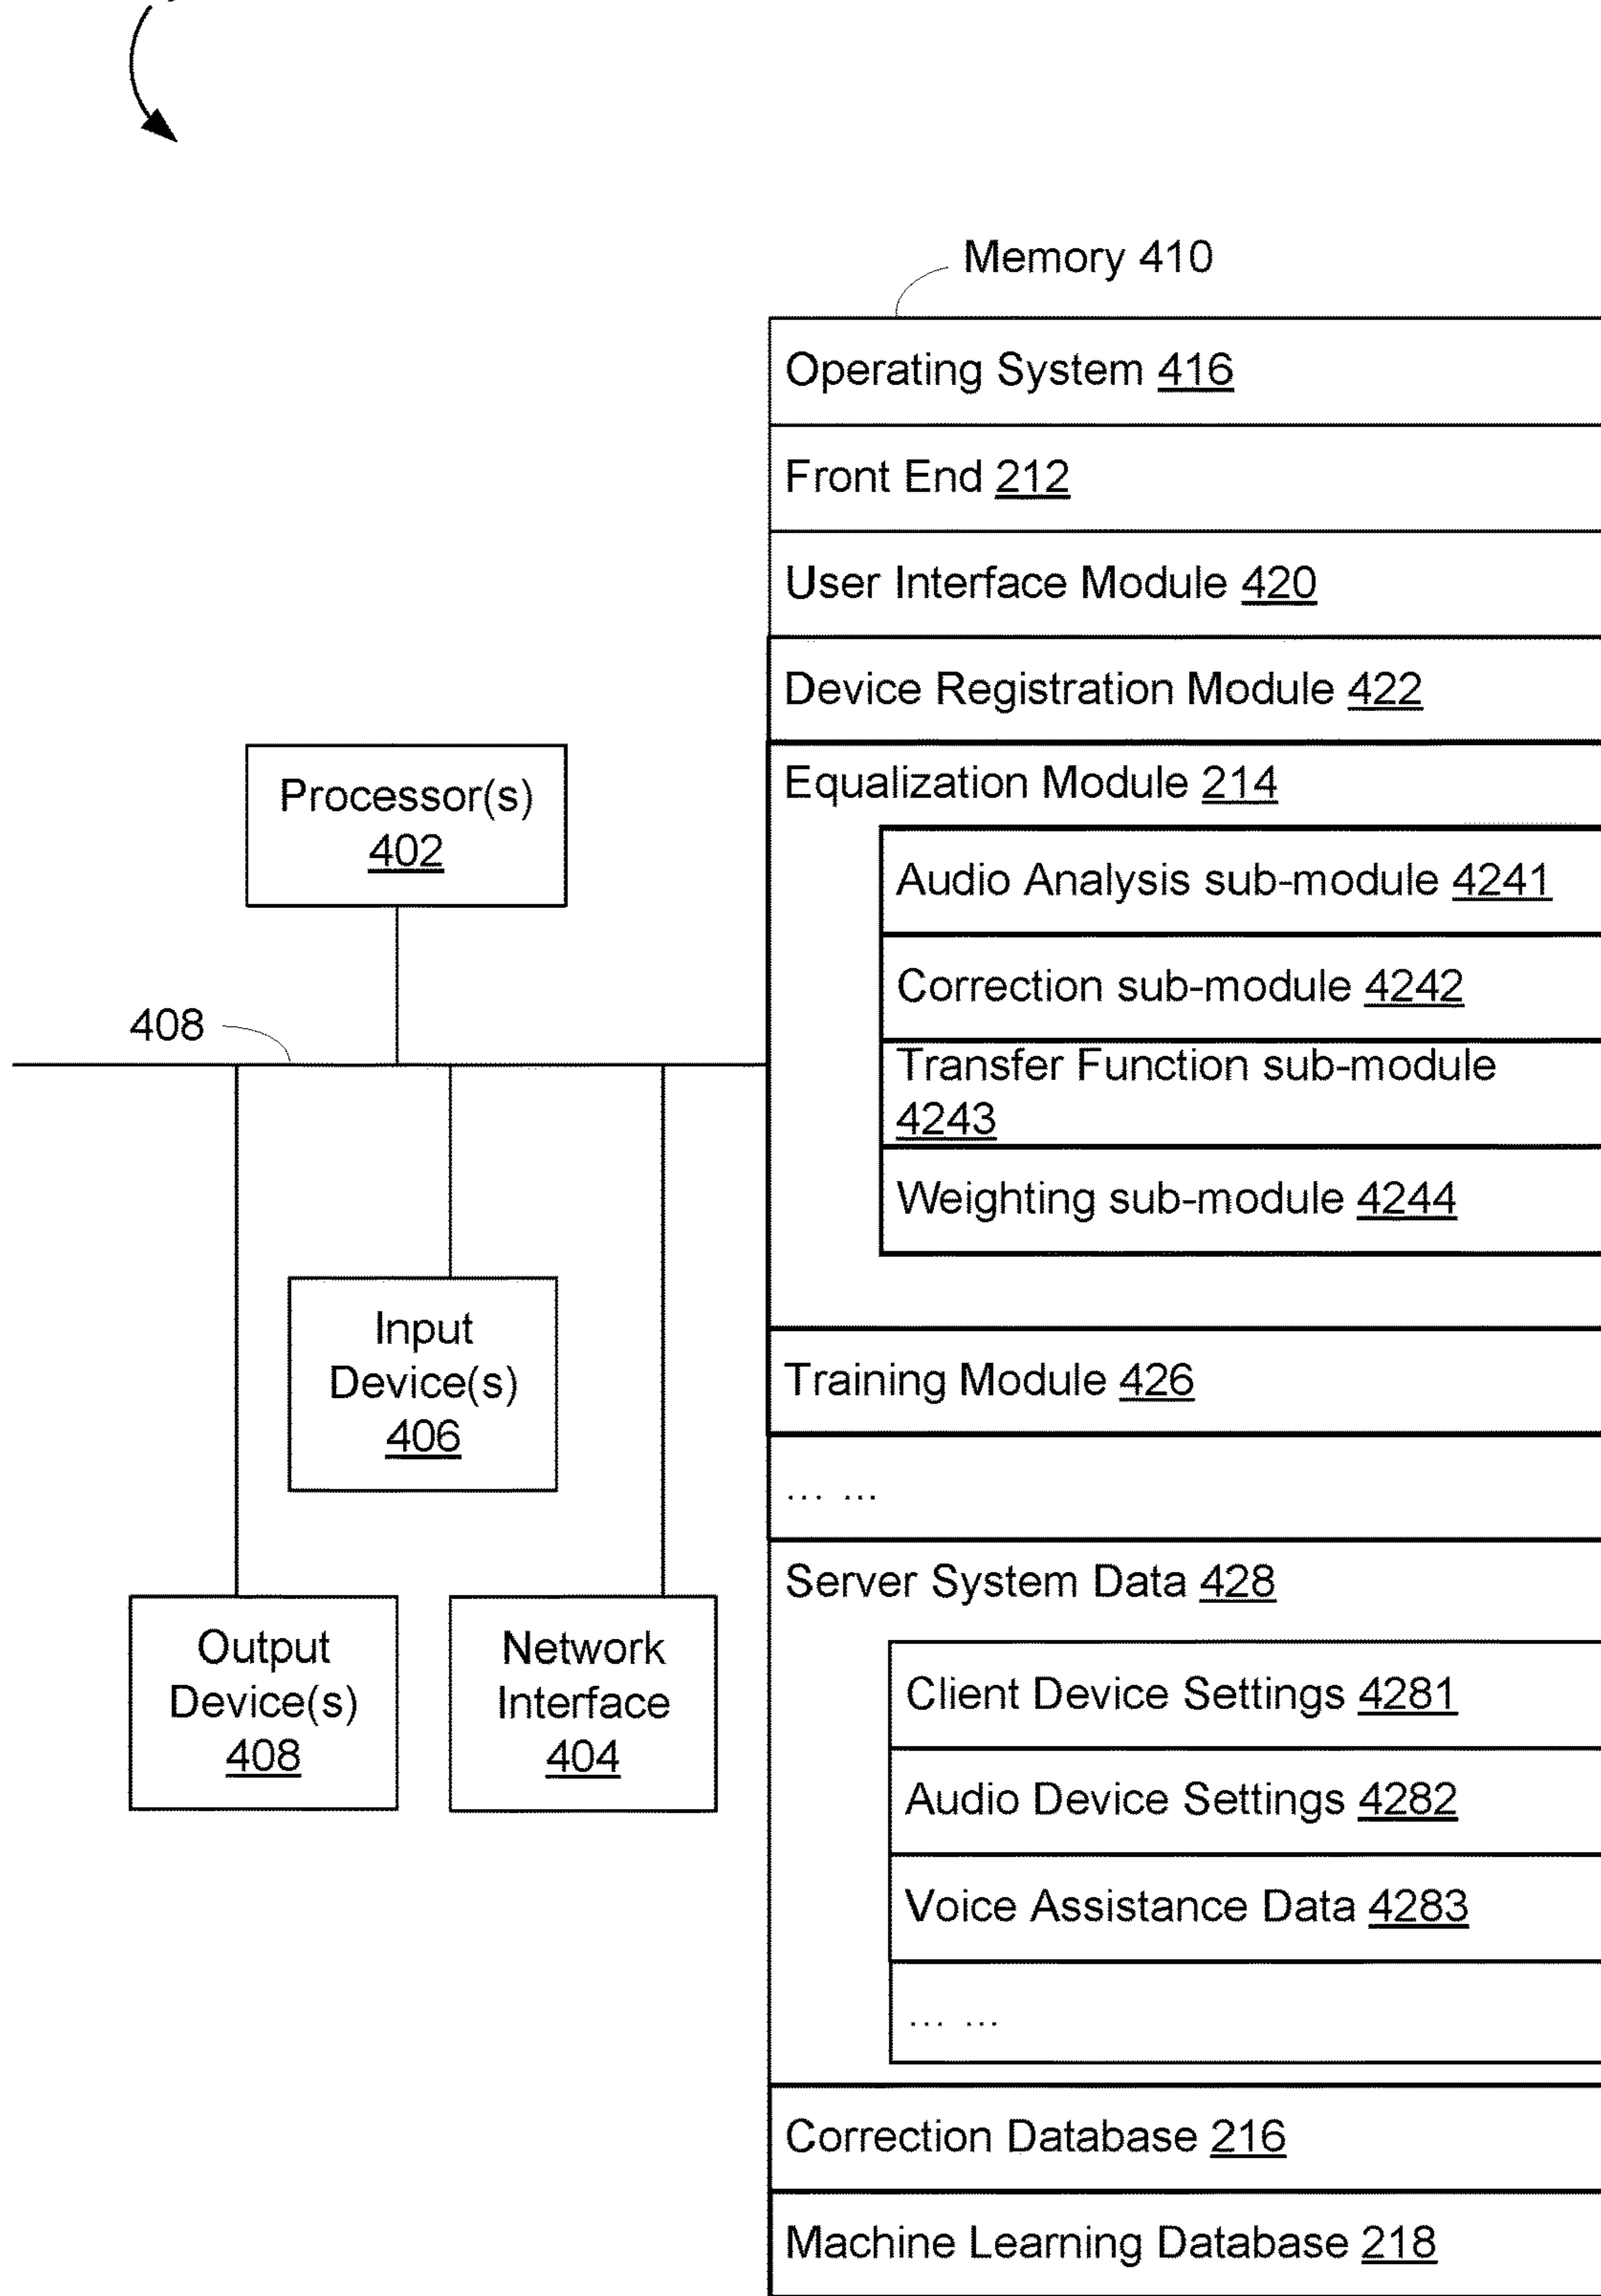 Memory 410
Operating System 416
Front End 212
User Interface Module 420
Device Registration Module 422
Equalization Module 214
Audio Analysis sub-module 4241
Correction sub-module 4242
Transfer Function sub-module
4243
Weighting sub-module 4244
Training Module 426
... ...
Server System Data 428
Client Device Settings 4281
Audio Device Settings 4282
Voice Assistance Data 4283
... ...
Correction Database 216
Machine Learning Database 218
Processor(s)
402
408
Input
Device(s)
406
Output
Device(s)
408
Network
Interface
404